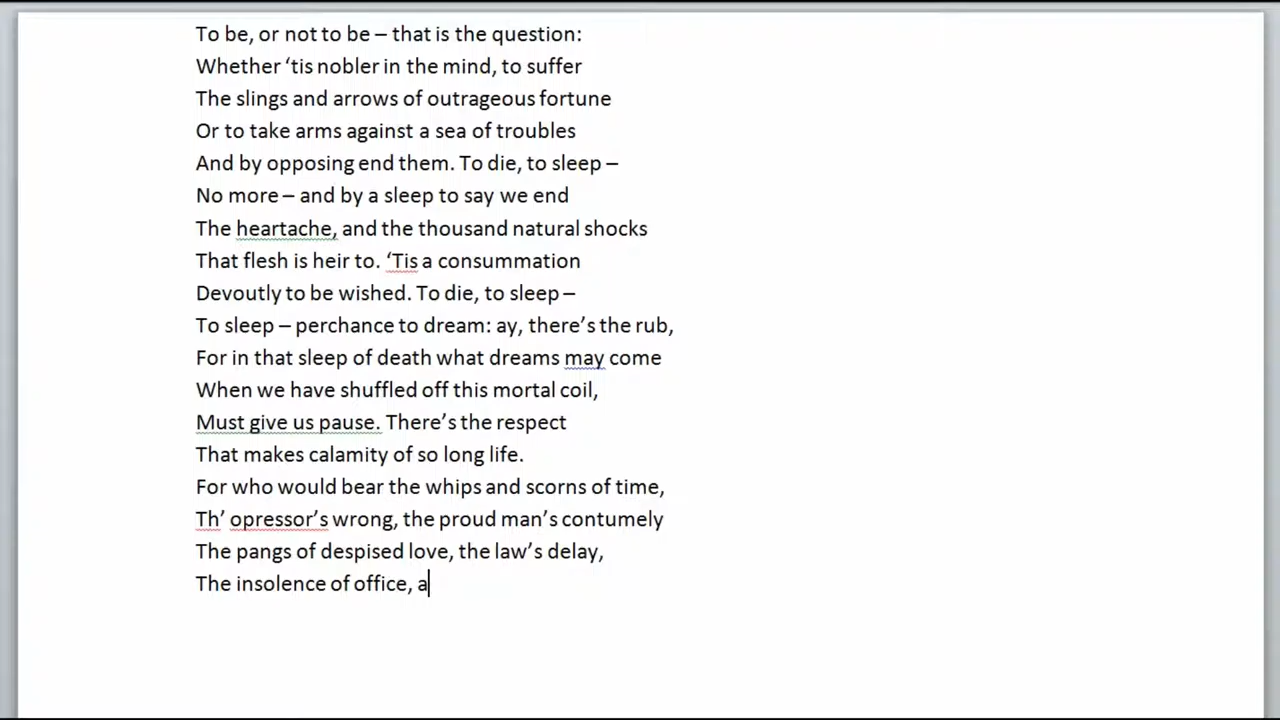 To be, or not to be – that is the question:
Whether ‘tis nobler in the mind, to suffer
The slings and arrows of outrageous fortune
Or to take arms against a sea of troubles
And by opposing end them. To die, to sleep –
No more – and by a sleep to say we end
The heartache, and the thousand natural shocks
That flesh is heir to. ‘Tis a consummation
Devoutly to be wished. To die, to sleep –
To sleep – perchance to dream: ay, there’s the rub,
For in that sleep of death what dreams may come
When we have shuffled off this mortal coil,
Must give us pause. There’s the respect
That makes calamity of so long life.
For who would bear the whips and scorns of time,
Th’ opressor’s wrong, the proud man’s contumely
The pangs of despised love, the law’s delay,
The insolence of office, a